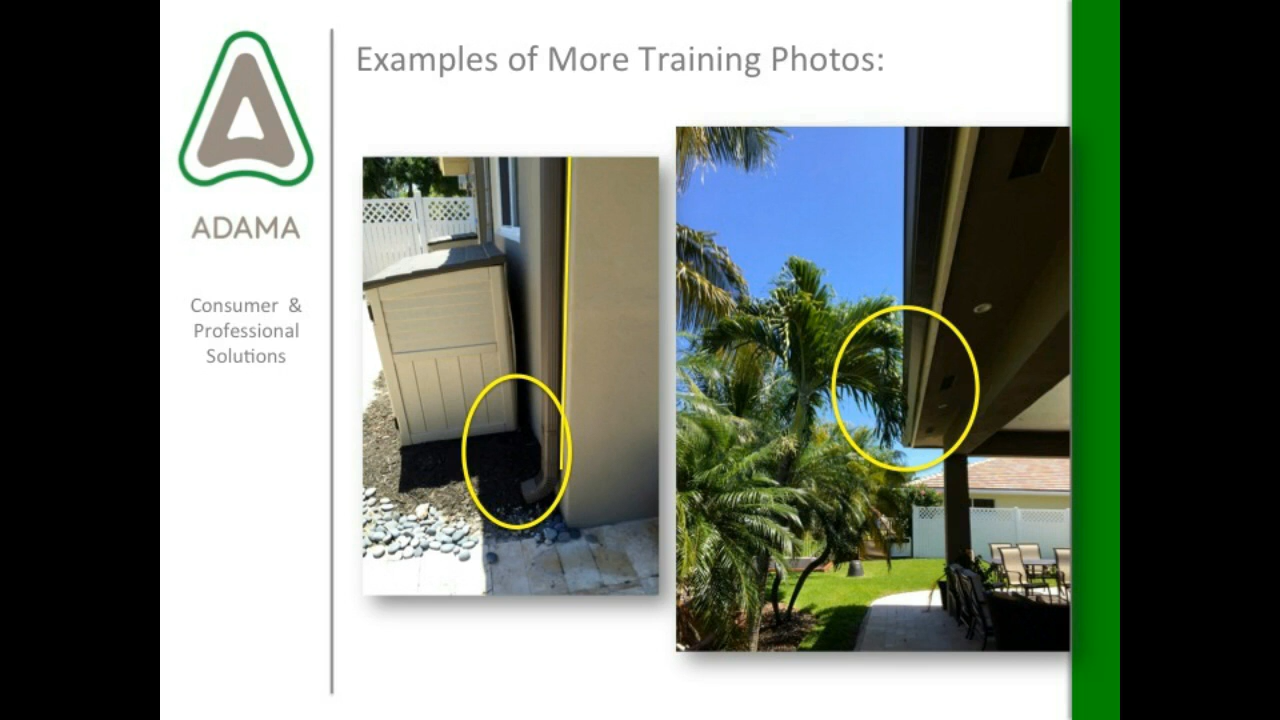 Examples of More Training Photos:
ADAMA
Consumer &
Professional
Solutions